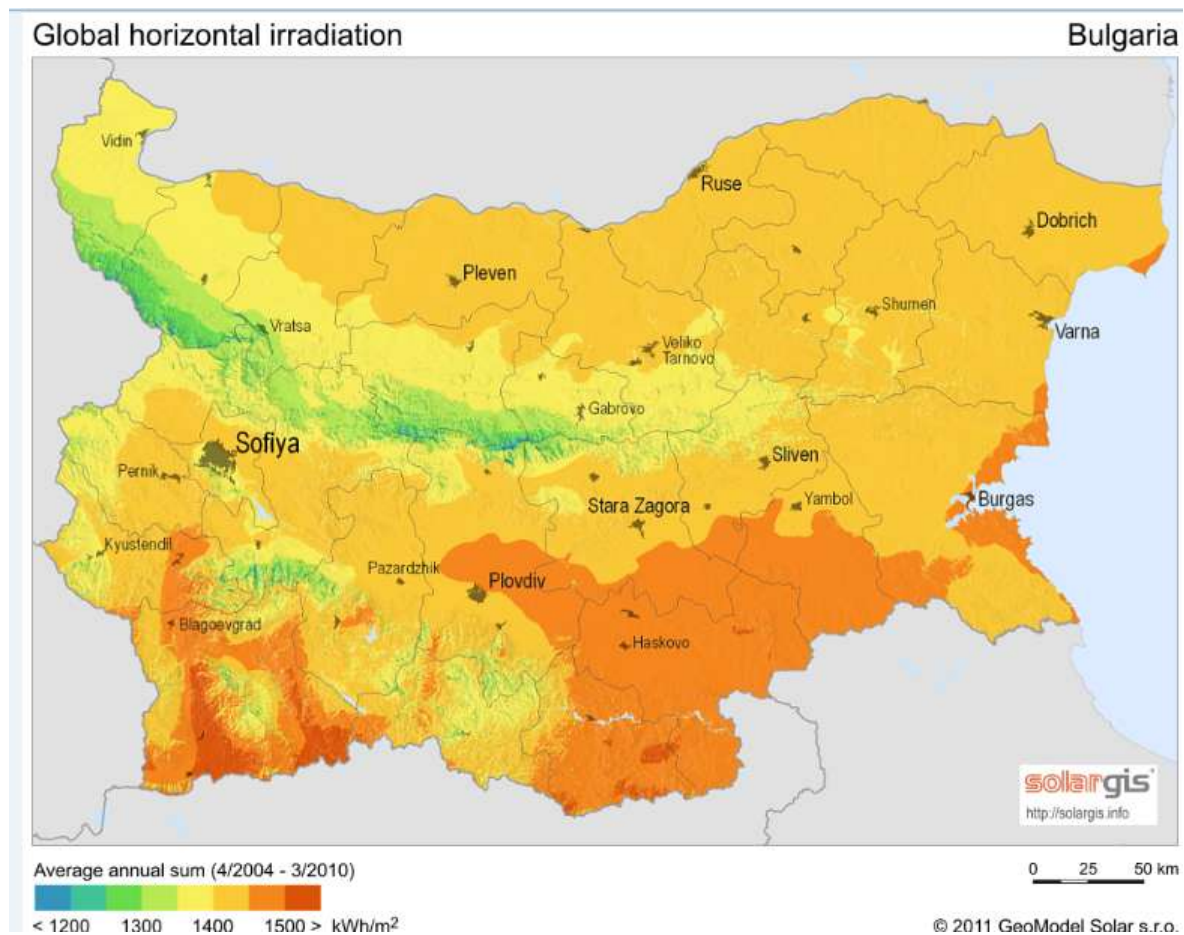 Global horizontal irradiation
Bulgaria
Vidin
Ruse
Dobrich
Pleven
Shumen
Vratsa
Varna
Veliko
Tarnovo
Gabrovo
Sofiya
Sliven
Pernik
Burgas
Stara Zagora
Yambol
Kyustendil
Pazardzhik
Plovdiv
Blagoevgrad
Haskovo
solargis
http://solargis.info
Average annual sum (4/2004 - 3/2010)
0 25 50 km
< 1200 1300 1400 1500 > kWh/m²
© 2011 GeoModel Solar s.r.o.